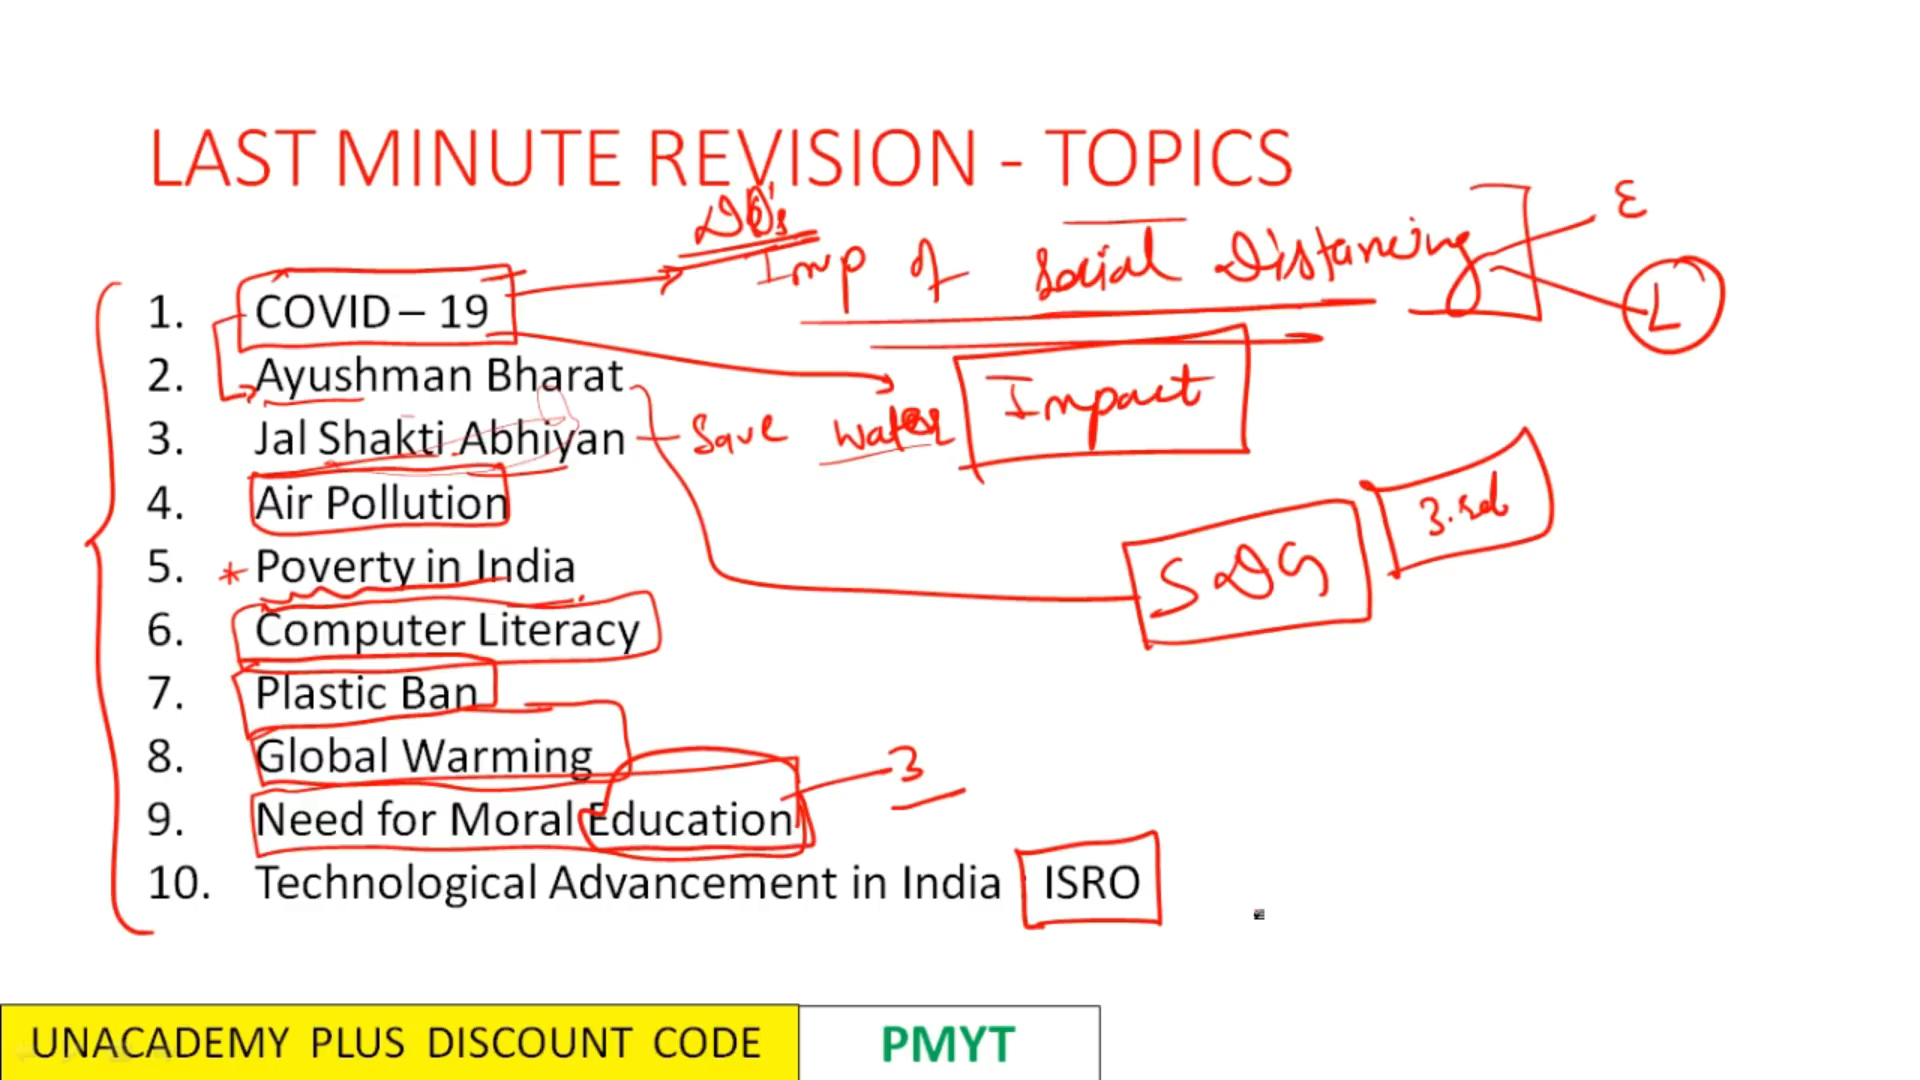 LAST MINUTE REVISION - TOPICS
Imp of Social Distancing
E
L
1. COVID – 19
2. Ayushman Bharat
Impact
3. Jal Shakti Abhiyan
Save Water
4. Air Pollution
SDG
5. * Poverty in India
6. Computer Literacy
7. Plastic Ban
8. Global Warming
3
9. Need for Moral Education
10. Technological Advancement in India ISRO
UNACADEMY PLUS DISCOUNT CODE
PMYT